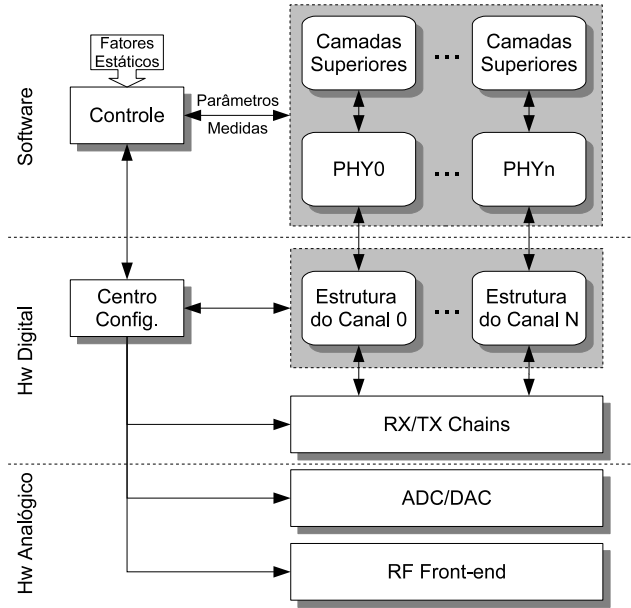 Fatores
Estáticos
Controle
Parâmetros
Medidas
Camadas
Superiores
...
Camadas
Superiores
PHY0
...
PHYn
Software
Centro
Config.
Estrutura
do Canal 0
...
Estrutura
do Canal N
RX/TX Chains
Hw Digital
ADC/DAC
RF Front-end
Hw Analógico